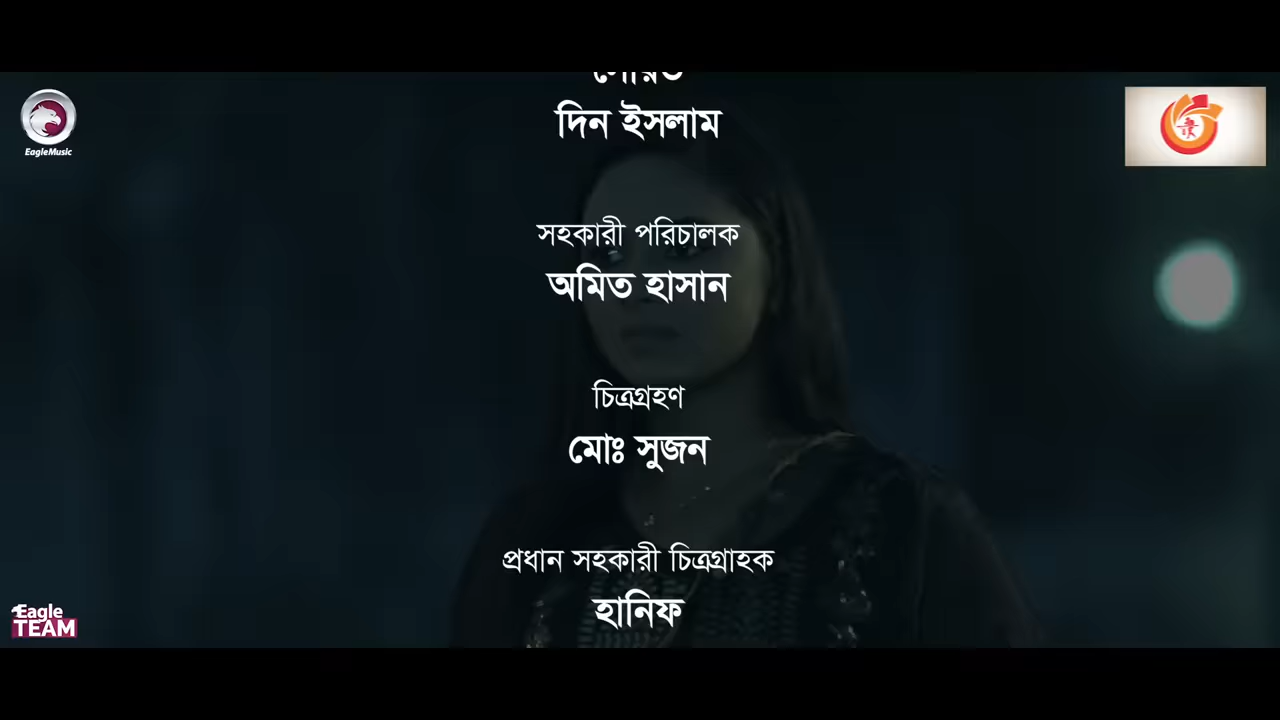 দিন ইসলাম
সহকারী পরিচালক
অমিত হাসান
চিত্রগ্রহণ
মোঃ সুজন
প্রধান সহকারী চিত্রগ্রাহক
হানিফ
EagleMusic
Eagle
TEAM